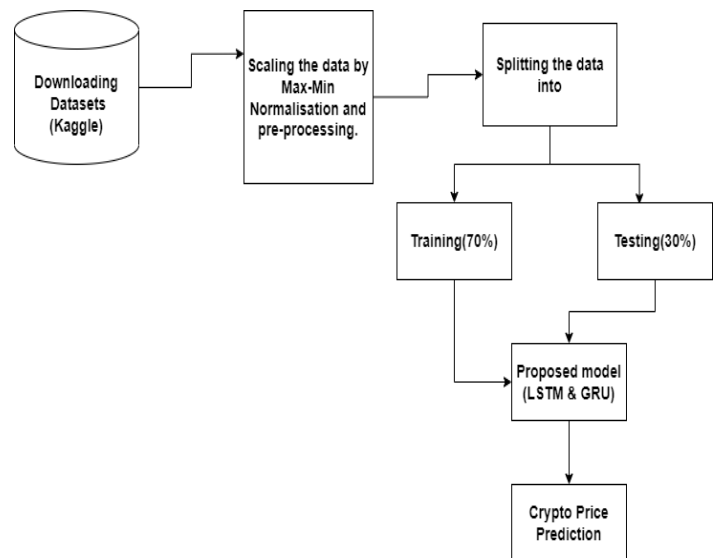 Downloading
Datasets
(Kaggle)
Scaling the data by
Max-Min
Normalisation and
pre-processing.
Splitting the data
into
Training(70%)
Testing(30%)
Proposed model
(LSTM & GRU)
Crypto Price
Prediction